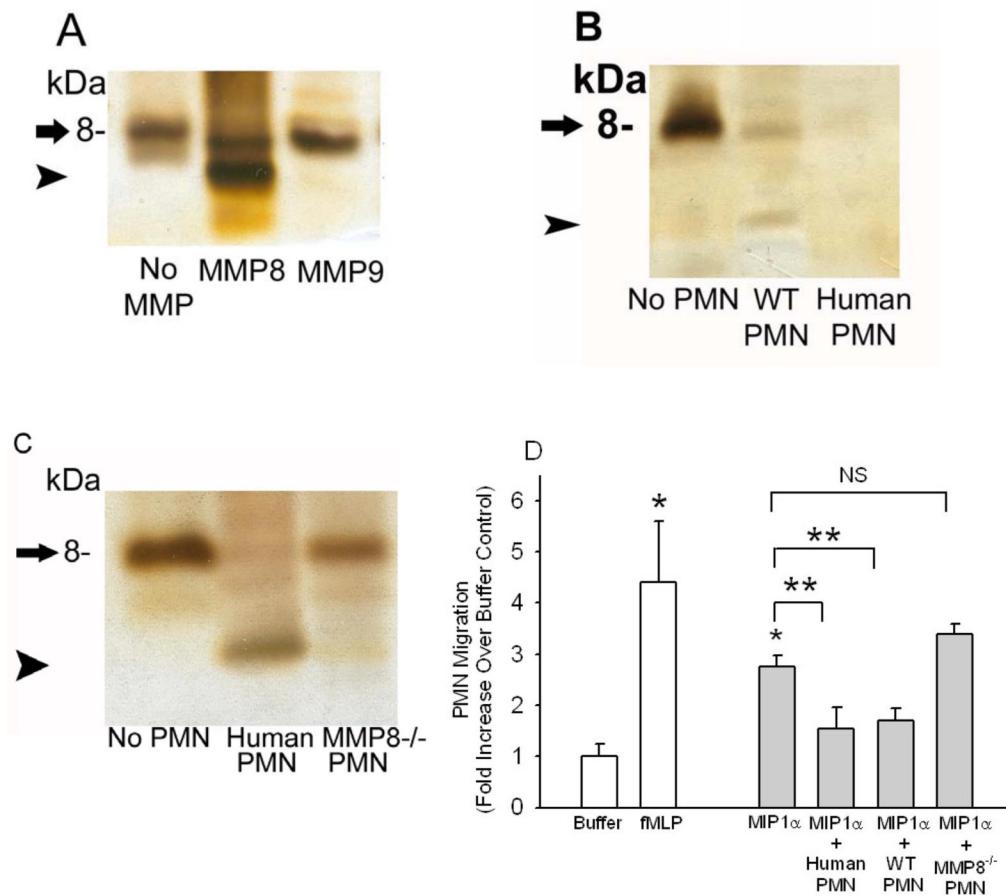 A
kDa
8-
No MMP
MMP8
MMP9
B
kDa
8-
No PMN
WT PMN
Human PMN
C
kDa
8-
No PMN
Human PMN
MMP8-/- PMN
D
PMN Migration
(Fold Increase Over Buffer Control)
6
5
4
3
2
1
0
*
*
**
**
NS
Buffer
fMLP
MIP1α
MIP1α + Human PMN
MIP1α + WT PMN
MIP1α + MMP8-/- PMN